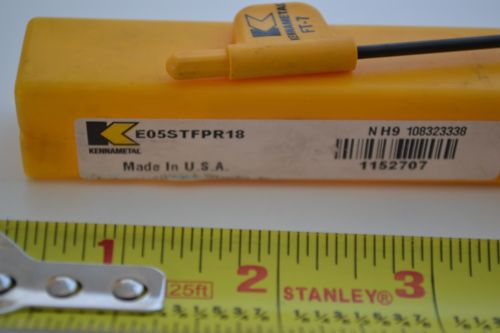 KENNAMETAL
FT-7
E05STFPR18
NH9 108323338
KENNAMETAL
Made In U.S.A.
1152707
1 2 3
25ft
STANLEY®